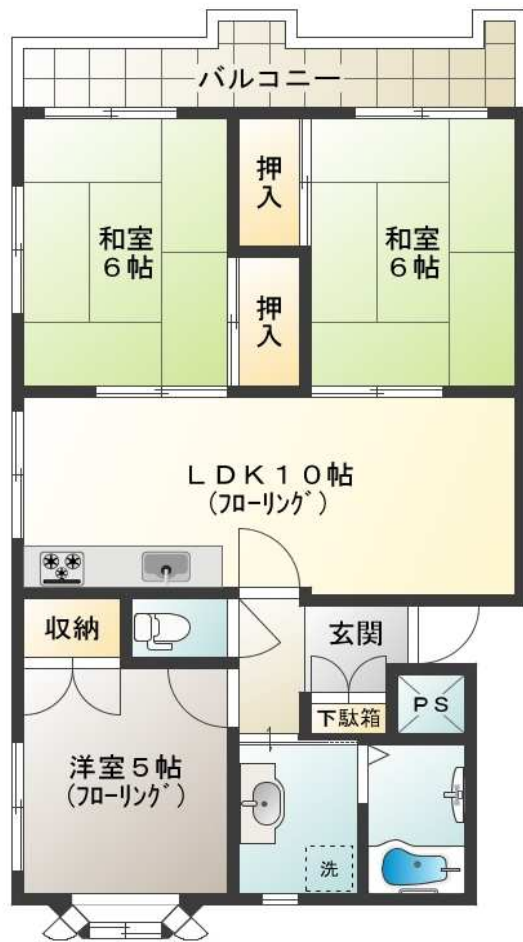 バルコニー
和室
６帖
押
入
押
入
和室
６帖
ＬＤＫ１０帖
(ﾌﾛｰﾘﾝｸﾞ)
収納
玄関
下駄箱
ＰＳ
洋室５帖
(ﾌﾛｰﾘﾝｸﾞ)
洗